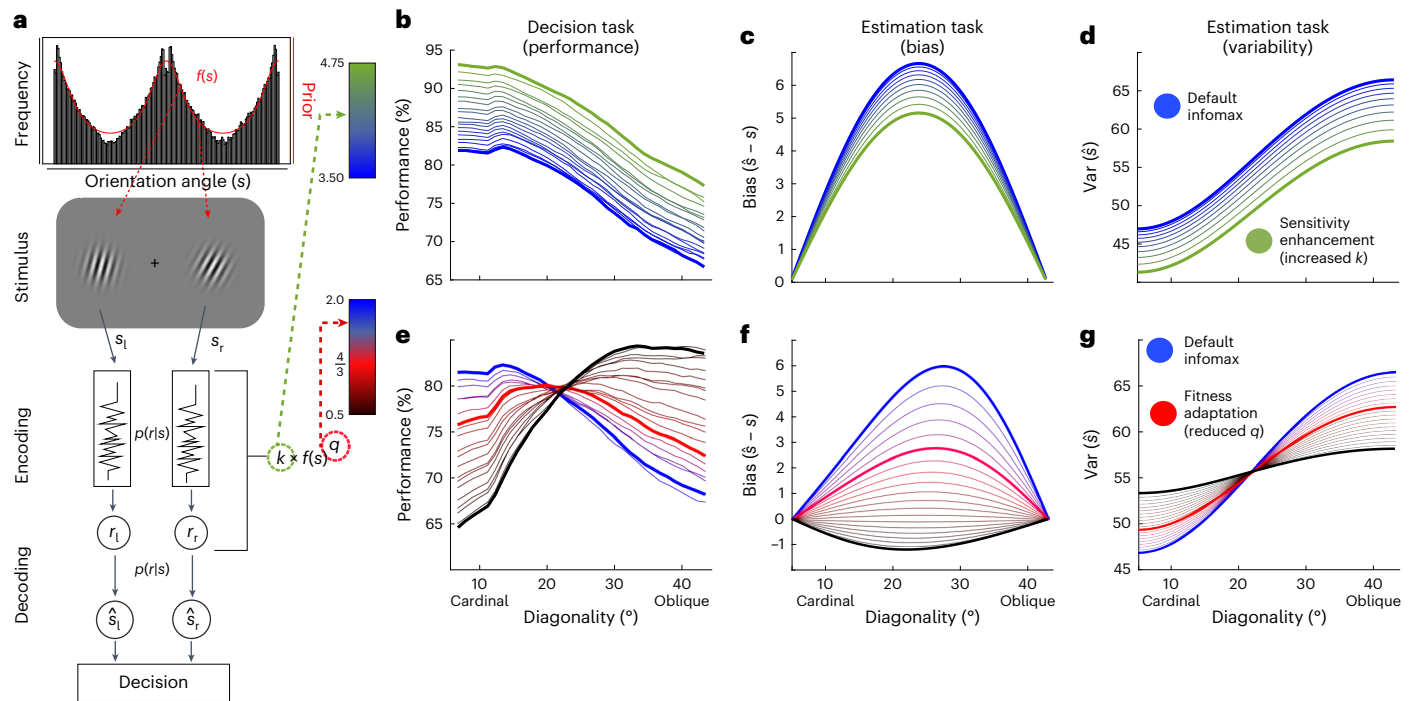 a
Frequency
f(s)
Prior
Orientation angle (s)
4.75
3.50
Stimulus
+
s_l
s_r
2.0
4/3
0.5
Encoding
p(r|s)
k × f(s)^q
Decoding
r_l
r_r
p(r|s)
ŝ_l
ŝ_r
Decision
b
Decision task
(performance)
Performance (%)
95
90
85
80
75
70
65
c
Estimation task
(bias)
Bias (ŝ – s)
6
5
4
3
2
1
0
d
Estimation task
(variability)
Var (ŝ)
65
60
55
50
45
Default
infomax
Sensitivity
enhancement
(increased k)
e
Performance (%)
80
75
70
65
10
20
30
40
Cardinal
Oblique
Diagonality (°)
f
Bias (ŝ – s)
6
5
4
3
2
1
0
–1
10
20
30
40
Cardinal
Oblique
Diagonality (°)
g
Var (ŝ)
65
60
55
50
45
Default
infomax
Fitness
adaptation
(reduced q)
10
20
30
40
Cardinal
Oblique
Diagonality (°)